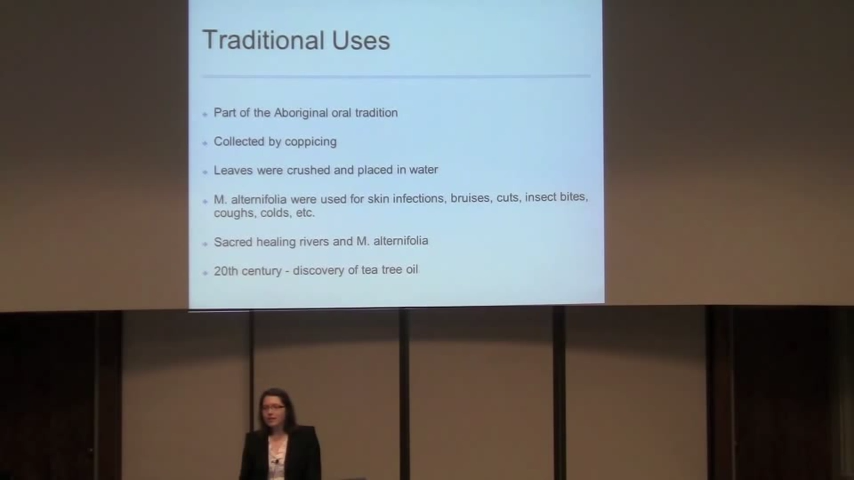 Traditional Uses
Part of the Aboriginal oral tradition
Collected by coppicing
Leaves were crushed and placed in water
M. alternifolia were used for skin infections, bruises, cuts, insect bites,
coughs, colds, etc.
Sacred healing rivers and M. alternifolia
20th century - discovery of tea tree oil